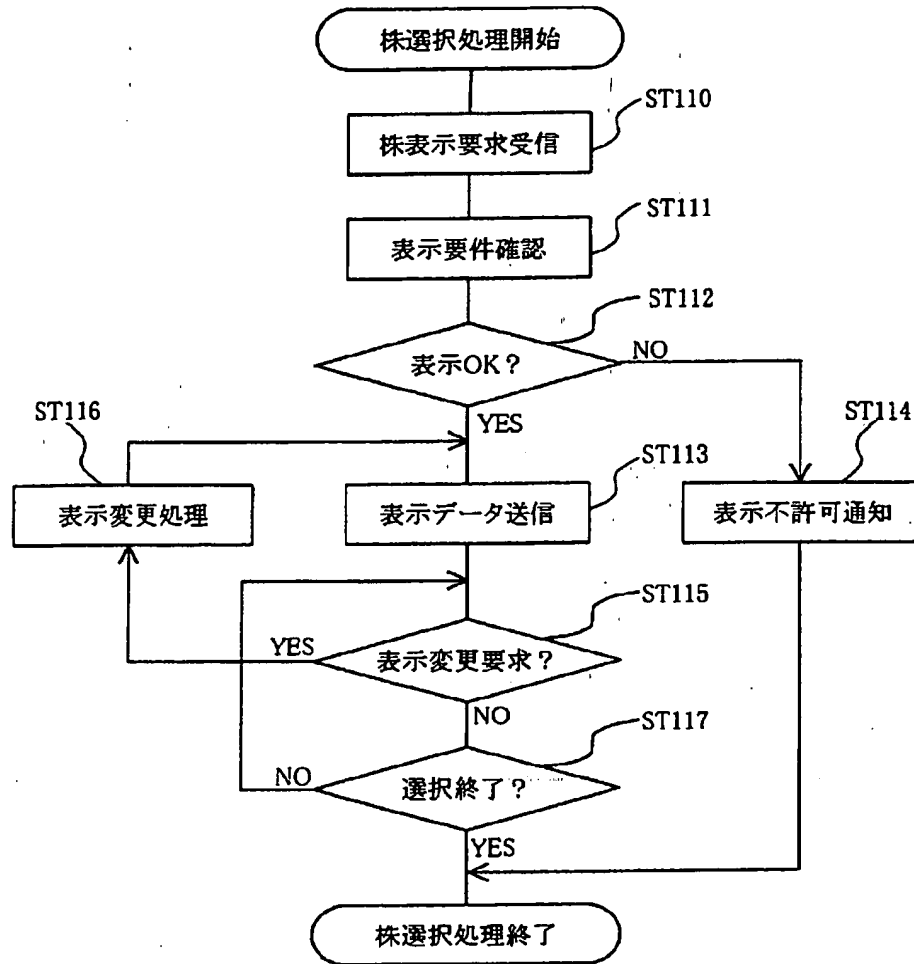 株選択処理開始
ST110
株表示要求受信
ST111
表示要件確認
ST112
表示OK?
NO
YES
ST116
ST113
ST114
表示変更処理
表示データ送信
表示不許可通知
ST115
YES
表示変更要求?
NO
ST117
NO
選択終了?
YES
株選択処理終了